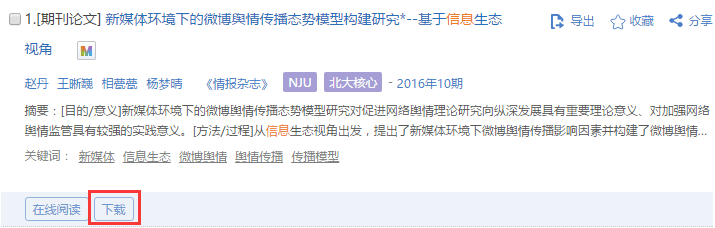 1.[期刊论文] 新媒体环境下的微博舆情传播态势模型构建研究*--基于信息生态 导出 收藏 分享
视角 M
赵丹 王晰巍 相甍甍 杨梦晴 《情报杂志》 NJU 北大核心 - 2016年10期
摘要：[目的/意义]新媒体环境下的微博舆情传播态势模型研究对促进网络舆情理论研究向纵深发展具有重要理论意义、对加强网络
舆情监管具有较强的实践意义。[方法/过程]从信息生态视角出发，提出了新媒体环境下微博舆情传播影响因素并构建了微博舆情...
关键词： 新媒体 信息生态 微博舆情 舆情传播 传播模型
在线阅读 下载